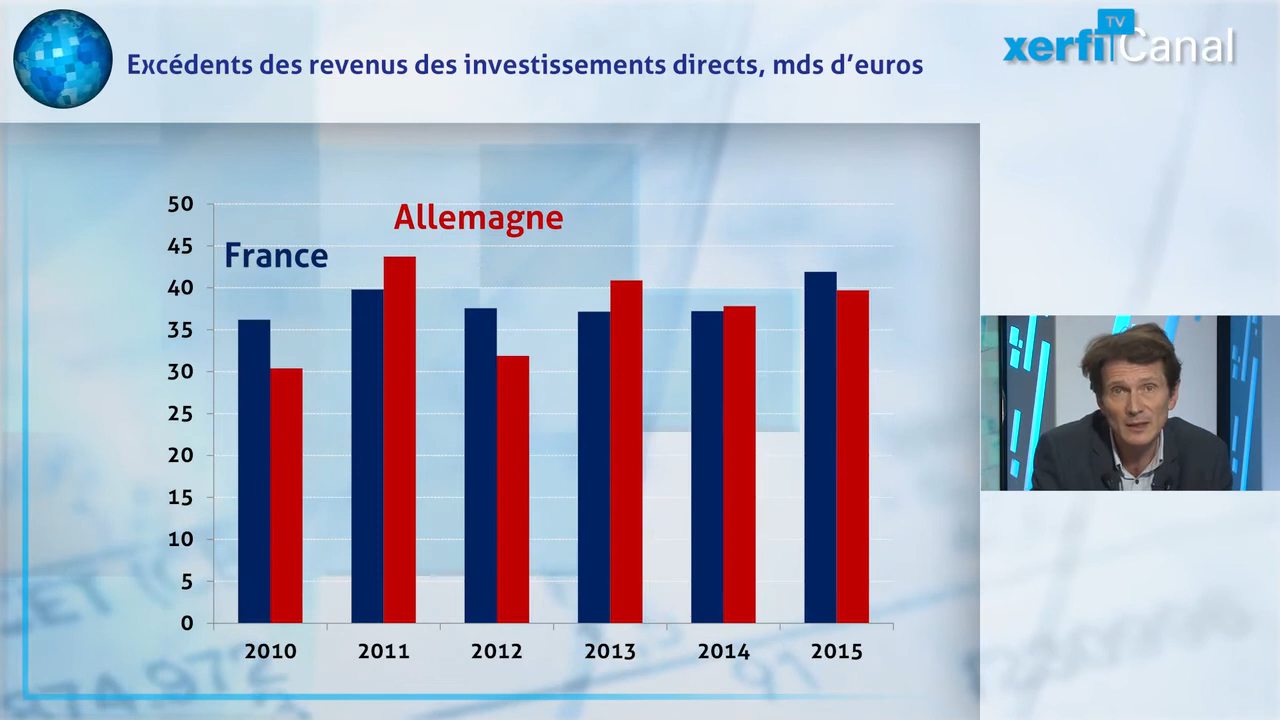 Excédents des revenus des investissements directs, mds d'euros
xerfi TV Canal
50
Allemagne
45
France
40
35
30
25
20
15
10
5
0
2010 2011 2012 2013 2014 2015